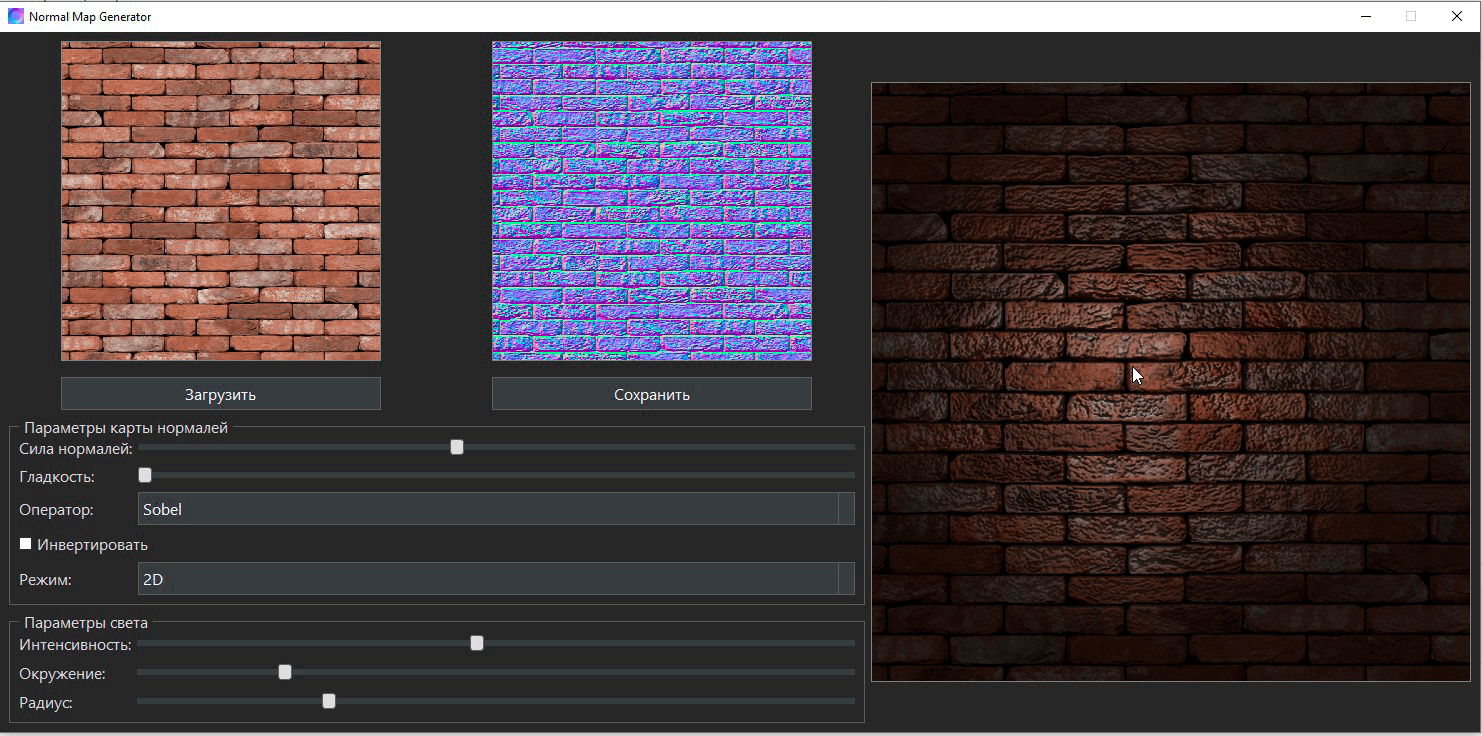 Normal Map Generator
Загрузить
Сохранить
Параметры карты нормалей
Сила нормалей:
Гладкость:
Оператор:
Sobel
Инвертировать
Режим:
2D
Параметры света
Интенсивность:
Окружение:
Радиус: